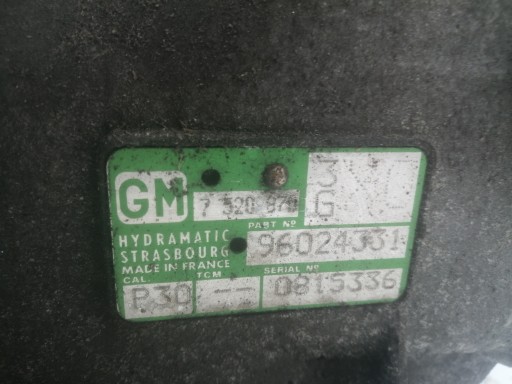 GM
7 520 870
3
G
PART Nº
HYDRAMATIC
96024331
STRASBOURG
MADE IN FRANCE
SERIAL Nº
CAL.
TCM
P30
--
0815336